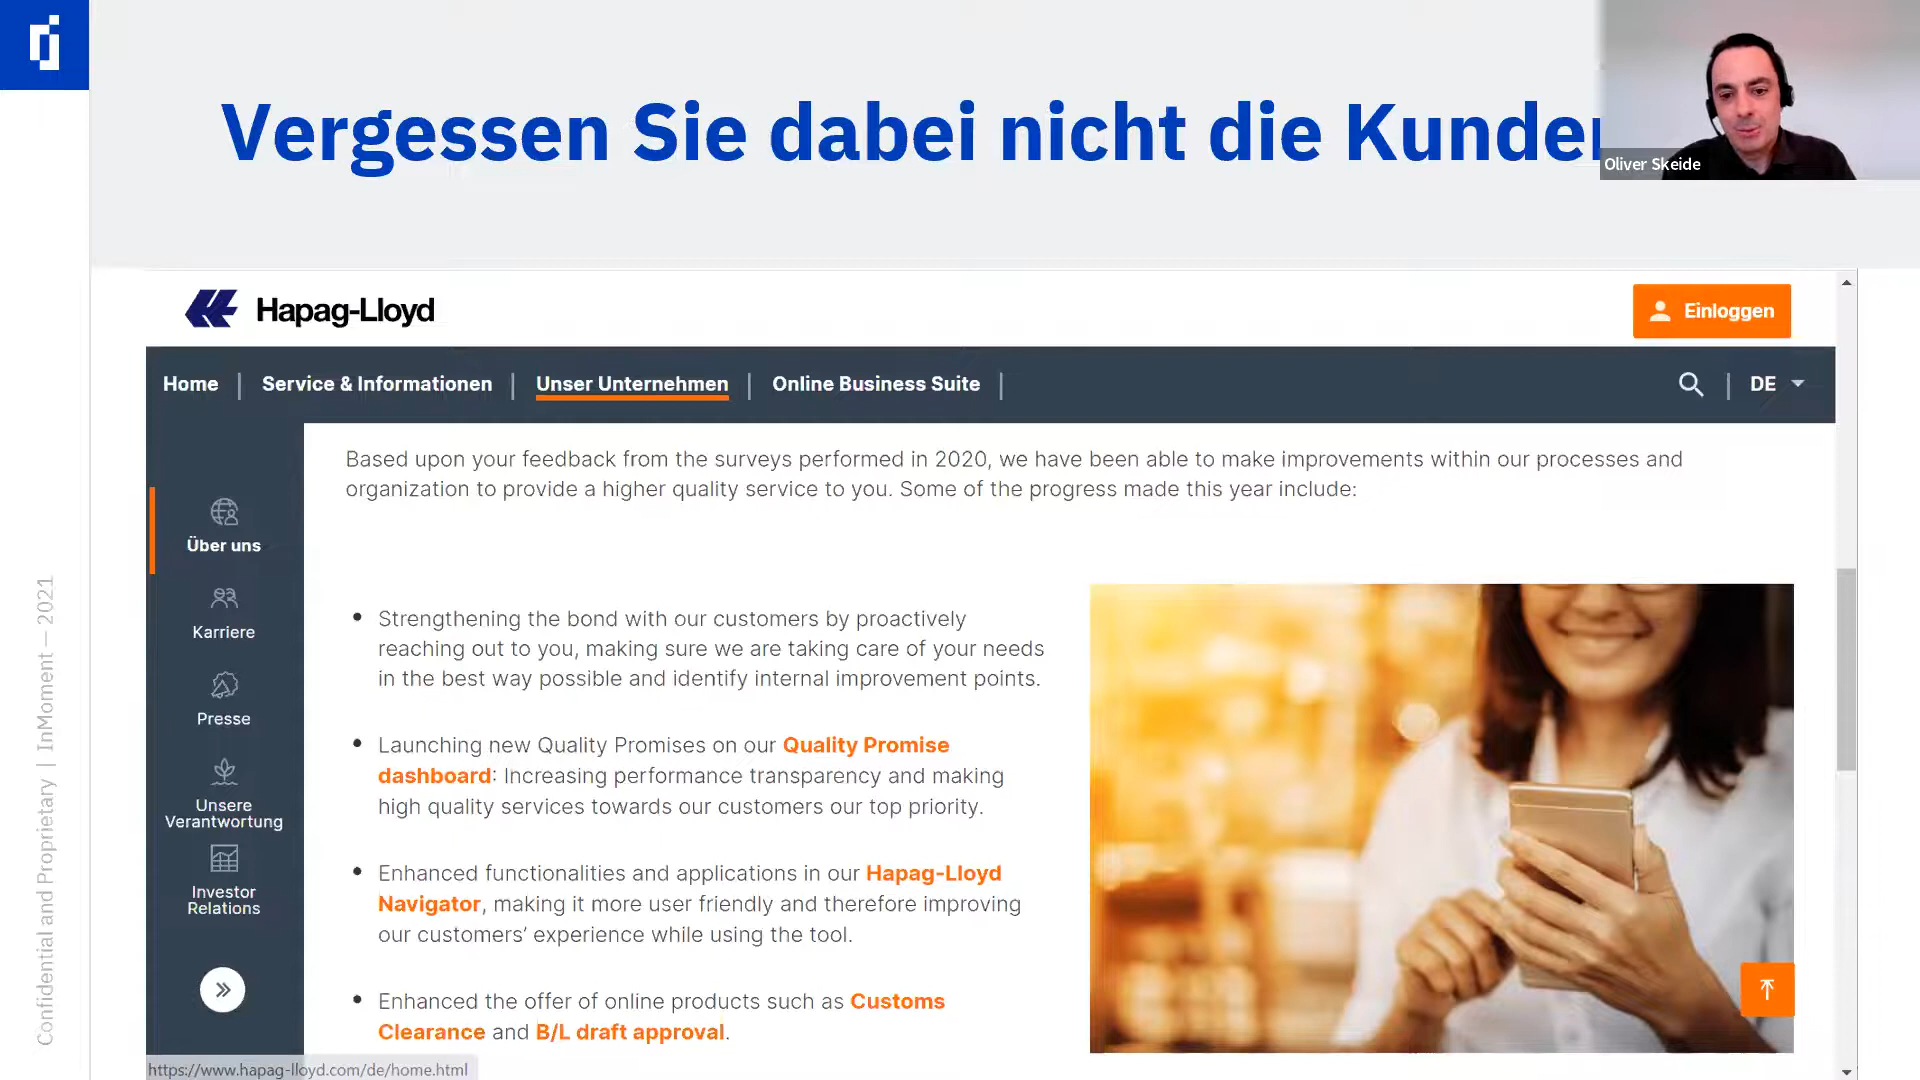 Vergessen Sie dabei nicht die Kunden
Oliver Skeide
Hapag-Lloyd
Einloggen
Home | Service & Informationen | Unser Unternehmen | Online Business Suite |
| DE
Based upon your feedback from the surveys performed in 2020, we have been able to make improvements within our processes and
organization to provide a higher quality service to you. Some of the progress made this year include:
Über uns
Karriere
Presse
Unsere
Verantwortung
Investor
Relations
• Strengthening the bond with our customers by proactively
reaching out to you, making sure we are taking care of your needs
in the best way possible and identify internal improvement points.
• Launching new Quality Promises on our Quality Promise
dashboard: Increasing performance transparency and making
high quality services towards our customers our top priority.
• Enhanced functionalities and applications in our Hapag-Lloyd
Navigator, making it more user friendly and therefore improving
our customers’ experience while using the tool.
• Enhanced the offer of online products such as Customs
Clearance and B/L draft approval.
https://www.hapag-lloyd.com/de/home.html
Confidential and Proprietary | InMoment — 2021